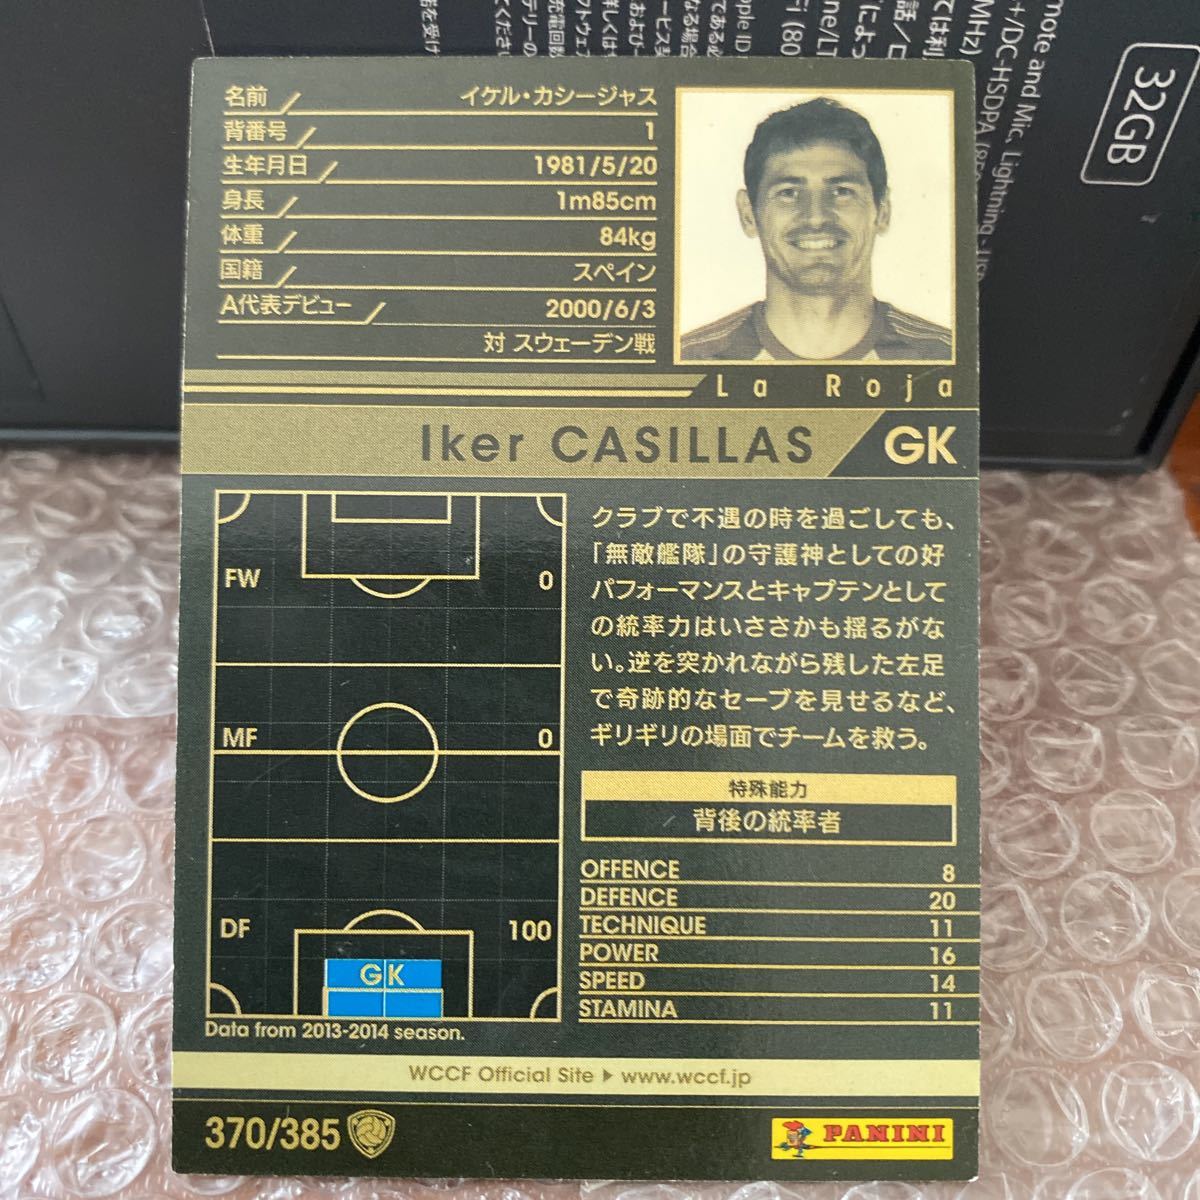 名前 イケル・カシージャス
背番号 1
生年月日 1981/5/20
身長 1m85cm
体重 84kg
国籍 スペイン
A代表デビュー 2000/6/3
対 スウェーデン戦
La Roja
Iker CASILLAS GK
FW 0
MF 0
DF 100
GK
Data from 2013-2014 season.
クラブで不遇の時を過ごしても、
「無敵艦隊」の守護神としての好
パフォーマンスとキャプテンとして
の統率力はいささかも揺るがな
い。逆を突かれながら残した左足
で奇跡的なセーブを見せるなど、
ギリギリの場面でチームを救う。
特殊能力
背後の統率者
OFFENCE 8
DEFENCE 20
TECHNIQUE 11
POWER 16
SPEED 14
STAMINA 11
WCCF Official Site ▶ www.wccf.jp
370/385
PANINI
32GB
mote and Mic, Lightning
+/DC-HSDPA
MHz)